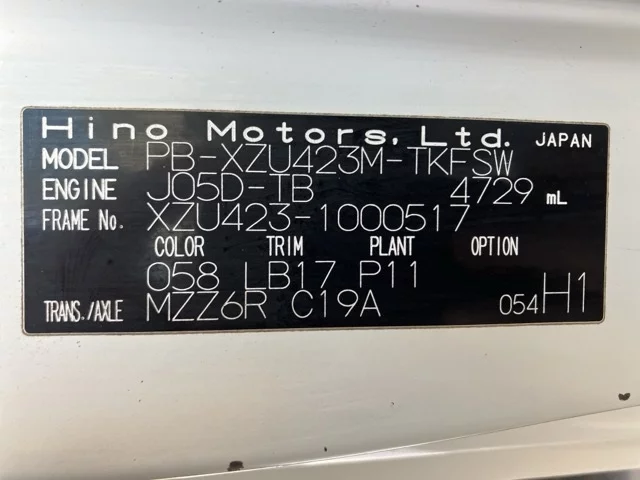 Hino Motors, Ltd. JAPAN
MODEL PB-XZU423M-TKFSW
ENGINE J05D-TB 4729 mL
FRAME No. XZU423-1000517
COLOR TRIM PLANT OPTION
058 LB17 P11
TRANS./AXLE MZZ6R C19A 054H1